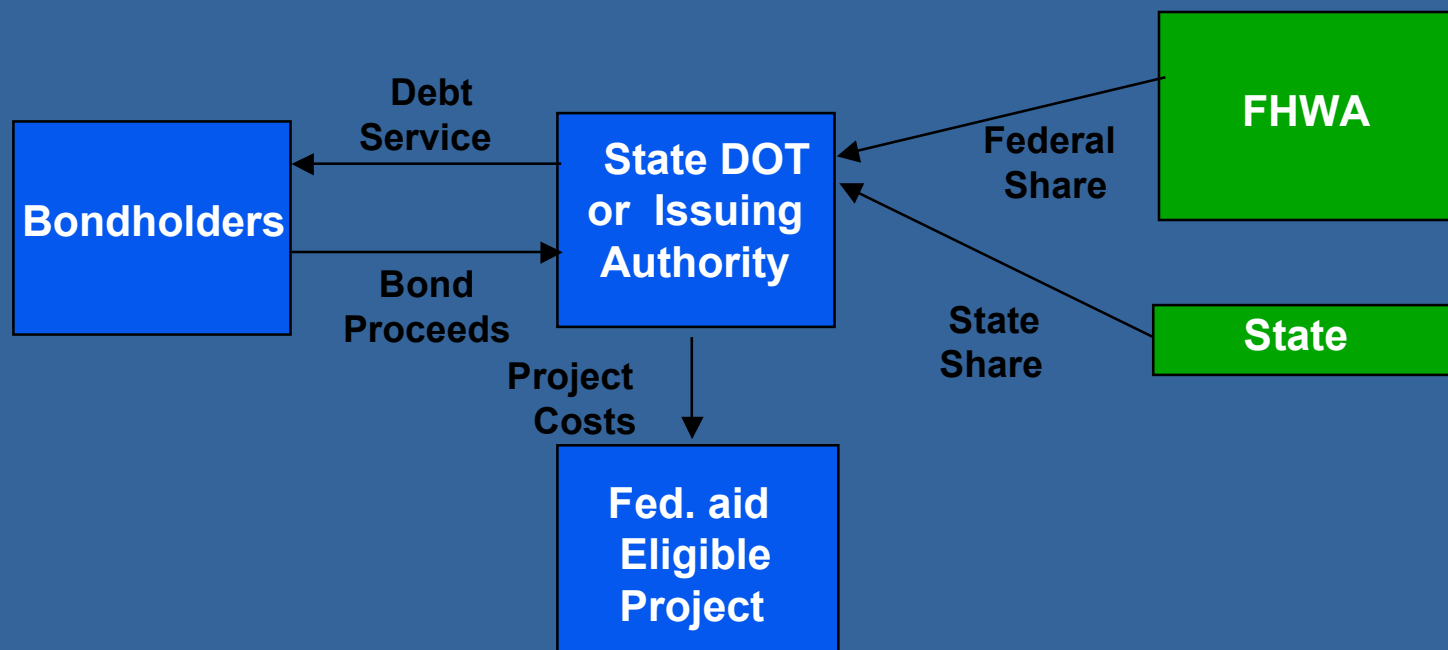 Debt
Service
Bondholders
Bond
Proceeds
State DOT
or Issuing
Authority
Project
Costs
Fed. aid
Eligible
Project
Federal
Share
FHWA
State
Share
State